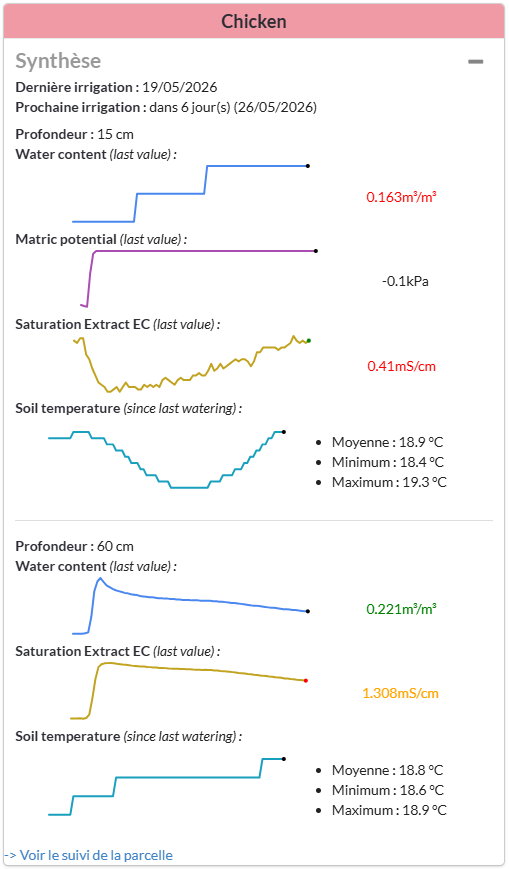 Chicken
Synthèse
Dernière irrigation : 19/05/2026
Prochaine irrigation : dans 6 jour(s) (26/05/2026)
Profondeur : 15 cm
Water content (last value) :
0.163m³/m³
Matric potential (last value) :
-0.1kPa
Saturation Extract EC (last value) :
0.41mS/cm
Soil temperature (since last watering) :
Moyenne : 18.9 °C
Minimum : 18.4 °C
Maximum : 19.3 °C
Profondeur : 60 cm
Water content (last value) :
0.221m³/m³
Saturation Extract EC (last value) :
1.308mS/cm
Soil temperature (since last watering) :
Moyenne : 18.8 °C
Minimum : 18.6 °C
Maximum : 18.9 °C
-> Voir le suivi de la parcelle